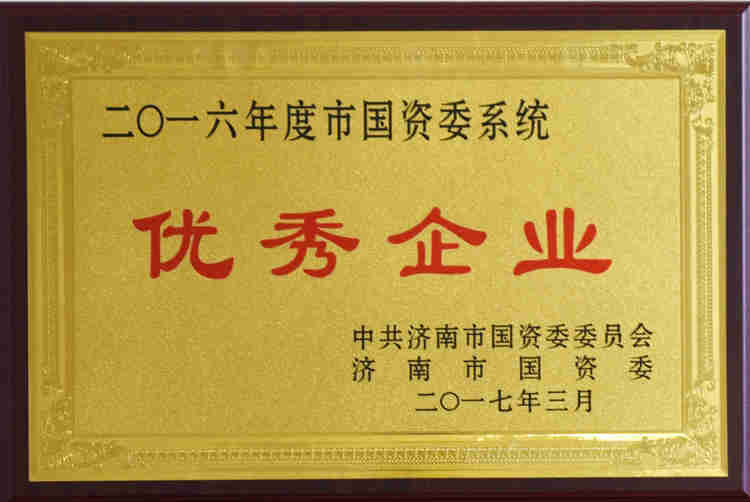 二〇一六年度市国资委系统
优秀企业
中共济南市国资委委员会
济南市国资委
二〇一七年三月